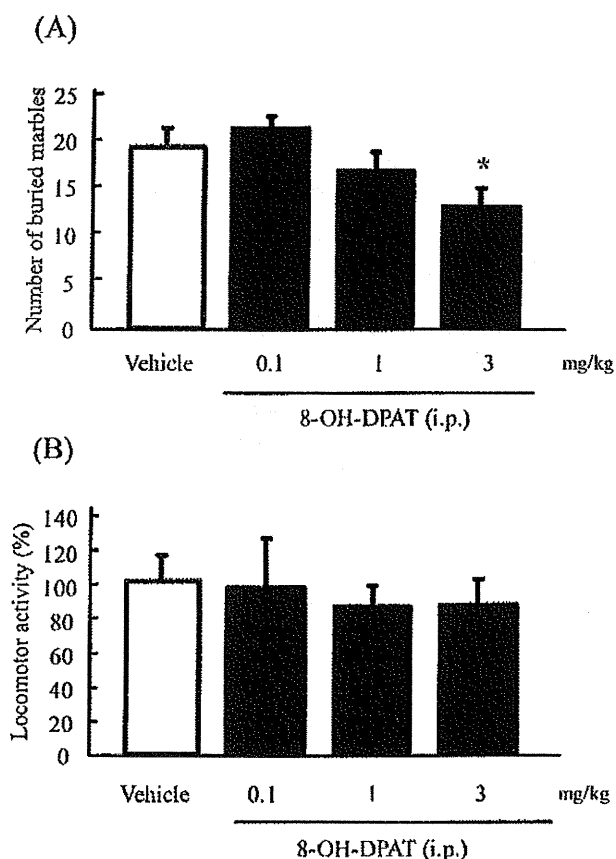 (A)
Number of buried marbles
25
20
15
10
5
0
*
Vehicle 0.1 1 3 mg/kg
8-OH-DPAT (i.p.)
(B)
Locomotor activity (%)
140
120
100
80
60
40
20
0
Vehicle 0.1 1 3 mg/kg
8-OH-DPAT (i.p.)